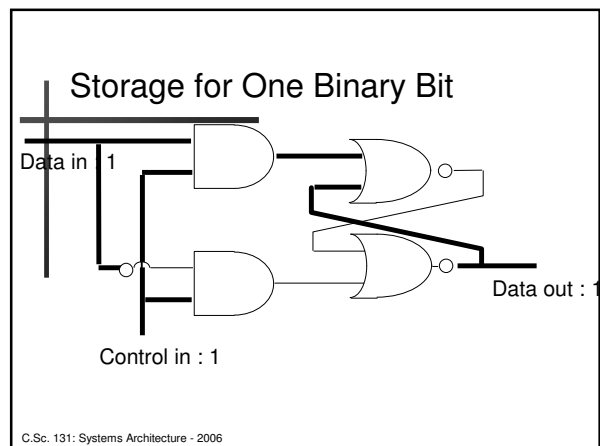 Storage for One Binary Bit
Data in : 1
Data out : 1
Control in : 1
C.Sc. 131: Systems Architecture - 2006